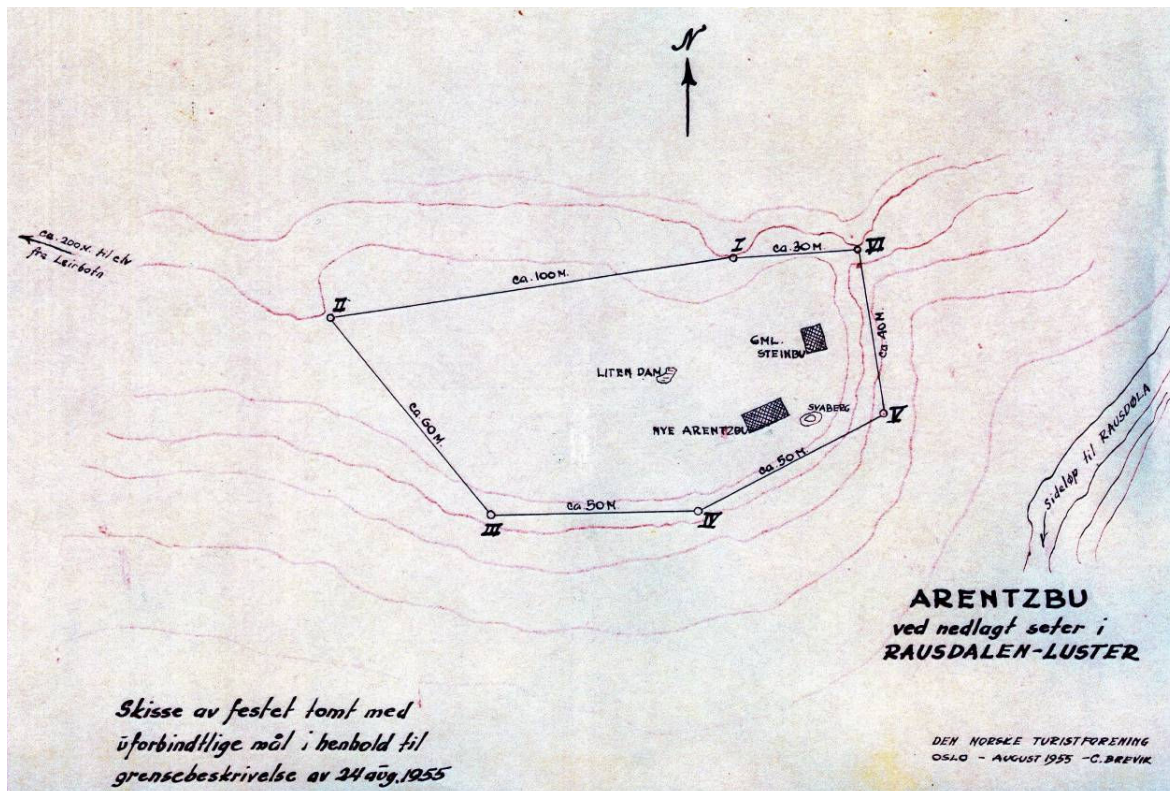 N
ca. 200 M. til elv
fra Leirbotn
I
ca. 30 M.
VI
ca. 100 M.
II
ca. 40 M.
GML.
STEINBU
LITEN DAM
SVABERG
NYE ARENTZBU
V
ca. 60 M.
ca. 50 M.
ca. 50 M.
III
IV
Sideløp til RAUSDØLA
ARENTZBU
ved nedlagt seter i
RAUSDALEN-LUSTER
Skisse av festet tomt med
uforbindtlige mål i henhold til
grensebeskrivelse av 24 aug. 1955
DEN NORSKE TURISTFORENING
OSLO - AUGUST 1955 - C. BREVIK